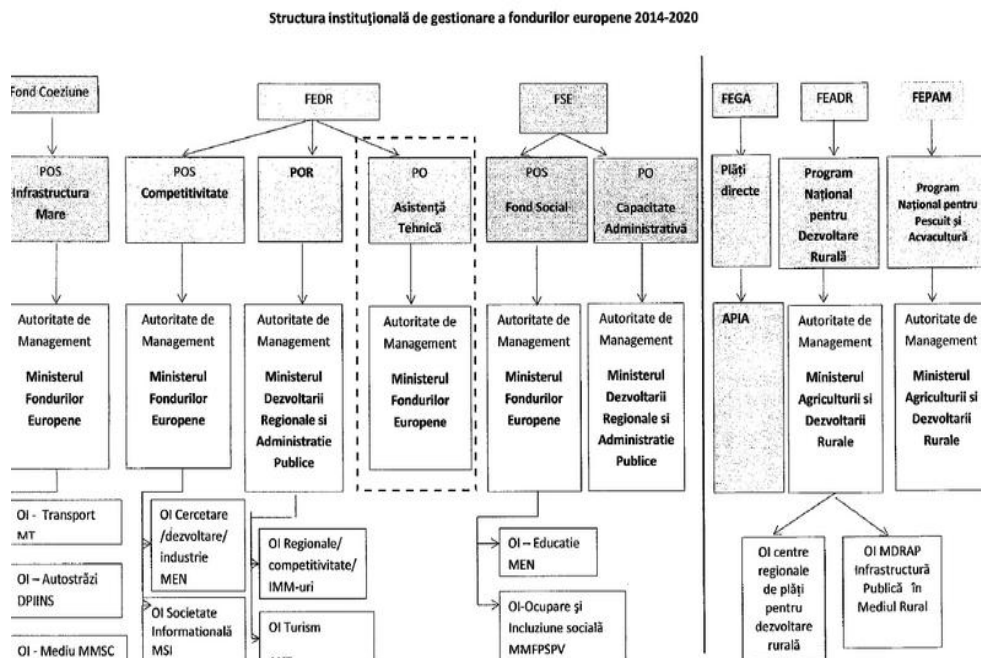 Structura instituțională de gestionare a fondurilor europene 2014-2020
Fond Coeziune
FEDR
FSE
FEGA
FEADR
FEPAM
POS
Infrastructura
Mare
POS
Competitivitate
POR
PO
Asistență
Tehnică
POS
Fond Social
PO
Capacitate
Administrativă
Plăți
directe
Program
Național
pentru
Dezvoltare
Rurală
Program
Național pentru
Pescuit și
Acvacultură
Autoritate de
Management
Ministerul
Fondurilor
Europene
Autoritate de
Management
Ministerul
Fondurilor
Europene
Autoritate de
Management
Ministerul
Dezvoltarii
Regionale si
Administratie
Publice
Autoritate de
Management
Ministerul
Fondurilor
Europene
Autoritate de
Management
Ministerul
Fondurilor
Europene
Autoritate de
Management
Ministerul
Dezvoltarii
Regionale si
Administratie
Publice
APIA
Autoritate de
Management
Ministerul
Agriculturii si
Dezvoltarii
Rurale
Autoritate de
Management
Ministerul
Agriculturii si
Dezvoltarii
Rurale
OI - Transport
MT
OI – Autostrăzi
DPIINS
OI - Mediu MMSC
OI Cercetare
/dezvoltare/
industrie
MEN
OI Societate
Informatională
MSI
OI Regionale/
competitivitate/
IMM-uri
OI Turism
OI – Educatie
MEN
OI-Ocupare și
Incluziune socială
MMFPSPV
OI centre
regionale
de plăți
pentru
dezvoltare
rurală
OI MDRAP
Infrastructură
Publică în
Mediul Rural